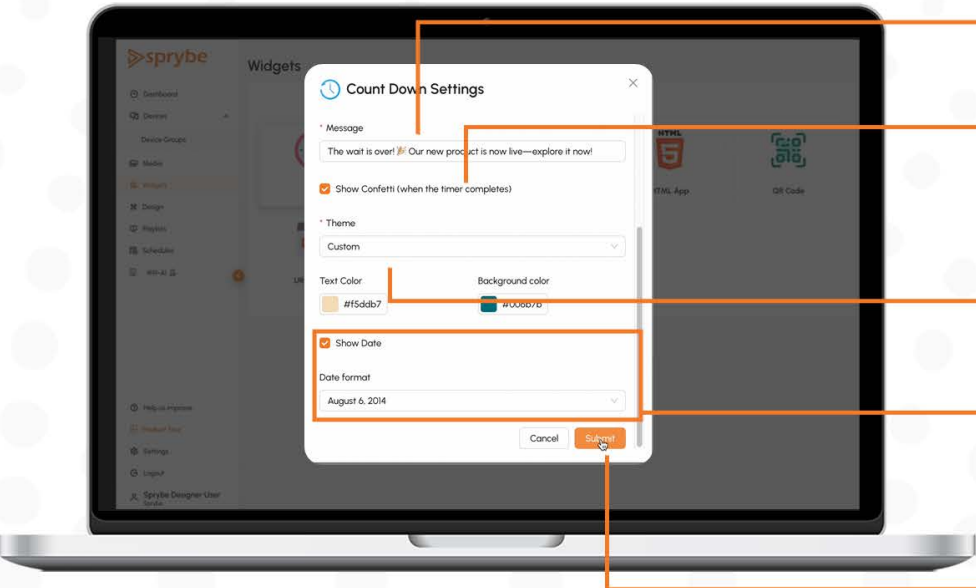 sprybe
Widgets
Dashboard
Devices
Device Groups
Media
Widgets
Design
Playlists
Scheduler
Help us improve
Product Tour
Settings
Logout
Sprybe Designer User
Count Down Settings
* Message
The wait is over! 🎉 Our new product is now live—explore it now!
Show Confetti (when the timer completes)
* Theme
Custom
Text Color
Background color
#f5ddb7
#006b7b
Show Date
Date format
August 6, 2014
Cancel
Submit
HTML
HTML App
QR Code